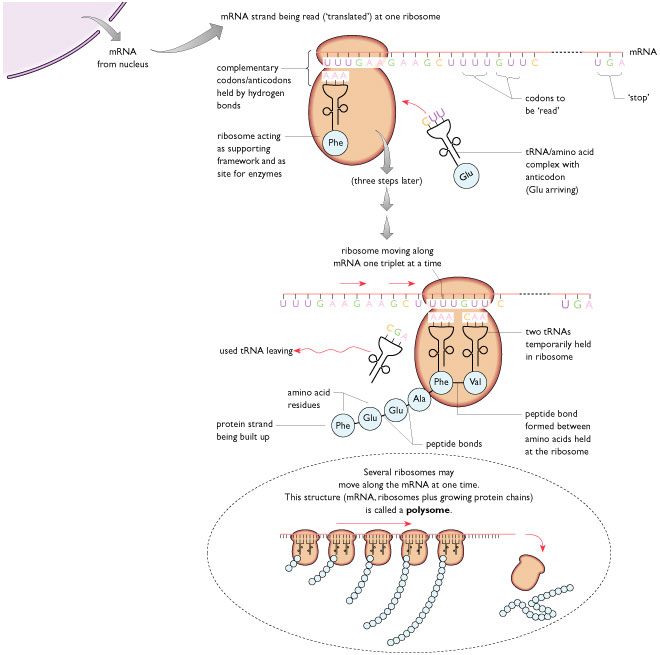 mRNA strand being read (‘translated’) at one ribosome
mRNA
from nucleus
mRNA
UUUGAAGAAGCUUUUGUUC
UGA
complementary
codons/anticodons
held by hydrogen
bonds
AAA
codons to
be ‘read’
‘stop’
CUU
ribosome acting
as supporting
framework and as
site for enzymes
Phe
tRNA/amino acid
complex with
anticodon
(Glu arriving)
Glu
(three steps later)
ribosome moving along
mRNA one triplet at a time
UUUGAAGAAGCUUUUGUUC
UGA
AAA
CAA
CGA
two tRNAs
temporarily held
in ribosome
used tRNA leaving
Phe
Val
amino acid
residues
Ala
Glu
Glu
Phe
protein strand
being built up
peptide bonds
peptide bond
formed between
amino acids held
at the ribosome
Several ribosomes may
move along the mRNA at one time.
This structure (mRNA, ribosomes plus growing protein chains)
is called a polysome.